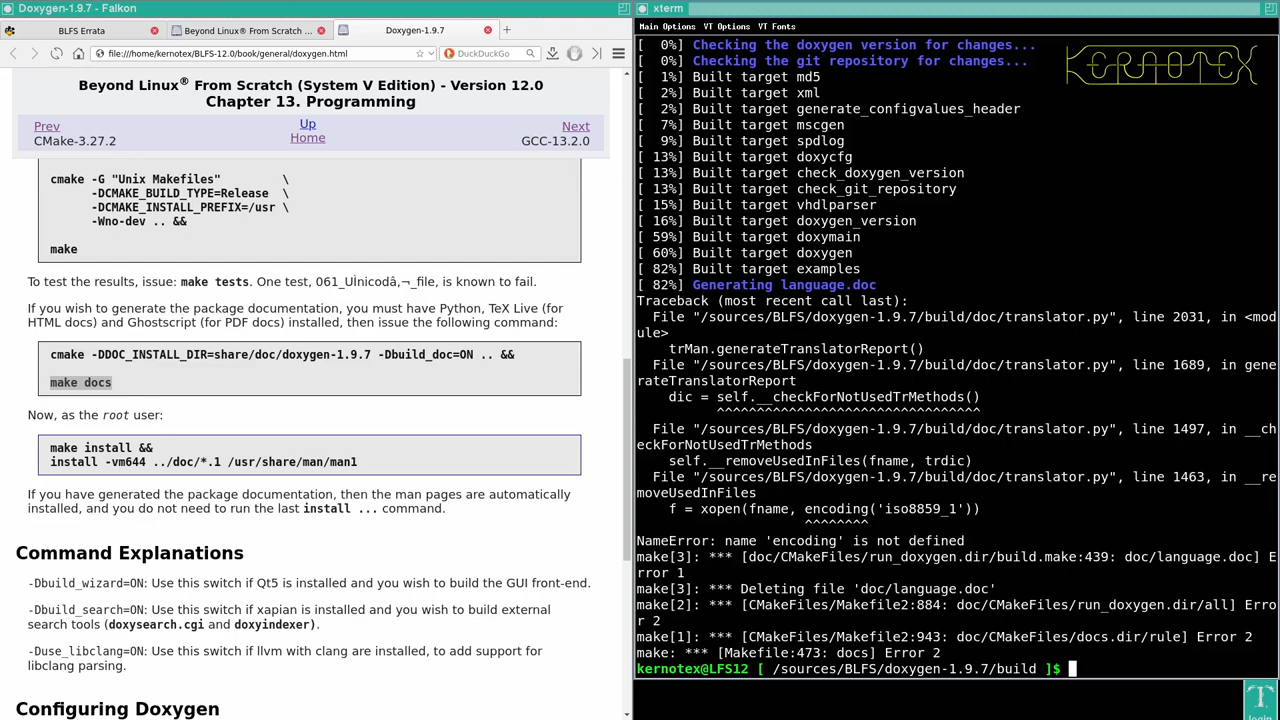 Doxygen-1.9.7 - Falkon
BLFS Errata
Beyond Linux® From Scratch (
Doxygen-1.9.7
file:///home/kernotex/BLFS-12.0/book/general/doxygen.html
DuckDuckGo
Beyond Linux® From Scratch (System V Edition) - Version 12.0
Chapter 13. Programming
Prev
Up
Next
CMake-3.27.2
Home
GCC-13.2.0
cmake -G "Unix Makefiles" \
-DCMAKE_BUILD_TYPE=Release \
-DCMAKE_INSTALL_PREFIX=/usr \
-Wno-dev .. &&
make
To test the results, issue: make tests. One test, 061_UÌnicodâ‚¬_file, is known to fail.
If you wish to generate the package documentation, you must have Python, TeX Live (for
HTML docs) and Ghostscript (for PDF docs) installed, then issue the following command:
cmake -DDOC_INSTALL_DIR=share/doc/doxygen-1.9.7 -Dbuild_doc=ON .. &&
make docs
Now, as the root user:
make install &&
install -vm644 ../doc/*.1 /usr/share/man/man1
If you have generated the package documentation, then the man pages are automatically
installed, and you do not need to run the last install ... command.
Command Explanations
-Dbuild_wizard=ON: Use this switch if Qt5 is installed and you wish to build the GUI front-end.
-Dbuild_search=ON: Use this switch if xapian is installed and you wish to build external
search tools (doxysearch.cgi and doxyindexer).
-Duse_libclang=ON: Use this switch if llvm with clang are installed, to add support for
libclang parsing.
Configuring Doxygen
xterm
Main Options VT Options VT Fonts
KERNOTEX
[ 0%] Checking the doxygen version for changes...
[ 0%] Checking the git repository for changes...
[ 1%] Built target md5
[ 2%] Built target xml
[ 2%] Built target generate_configvalues_header
[ 7%] Built target mscgen
[ 9%] Built target spdlog
[ 13%] Built target doxycfg
[ 13%] Built target check_doxygen_version
[ 13%] Built target check_git_repository
[ 15%] Built target vhdlparser
[ 16%] Built target doxygen_version
[ 59%] Built target doxymain
[ 60%] Built target doxygen
[ 82%] Built target examples
[ 82%] Generating language.doc
Traceback (most recent call last):
File "/sources/BLFS/doxygen-1.9.7/doc/translator.py", line 2031, in <mod
ule>
trMan.generateTranslatorReport()
File "/sources/BLFS/doxygen-1.9.7/doc/translator.py", line 1689, in gene
rateTranslatorReport
dic = self.__checkForNotUsedTrMethods()
^^^^^^^^^^^^^^^^^^^^^^^^^^^^^^^^^
File "/sources/BLFS/doxygen-1.9.7/doc/translator.py", line 1497, in __ch
eckForNotUsedTrMethods
self.__removeUsedInFiles(fname, trdic)
File "/sources/BLFS/doxygen-1.9.7/doc/translator.py", line 1463, in __re
moveUsedInFiles
f = xopen(fname, encoding('iso8859_1'))
^^^^^^^^
NameError: name 'encoding' is not defined
make[3]: *** [doc/CMakeFiles/run_doxygen.dir/build.make:439: doc/language.doc] E
rror 1
make[3]: *** Deleting file 'doc/language.doc'
make[2]: *** [CMakeFiles/Makefile2:884: doc/CMakeFiles/run_doxygen.dir/all] Erro
r 2
make[1]: *** [CMakeFiles/Makefile2:943: doc/CMakeFiles/docs.dir/rule] Error 2
make: *** [Makefile:473: docs] Error 2
kernotex@LFS12 [ /sources/BLFS/doxygen-1.9.7/build ]$
login